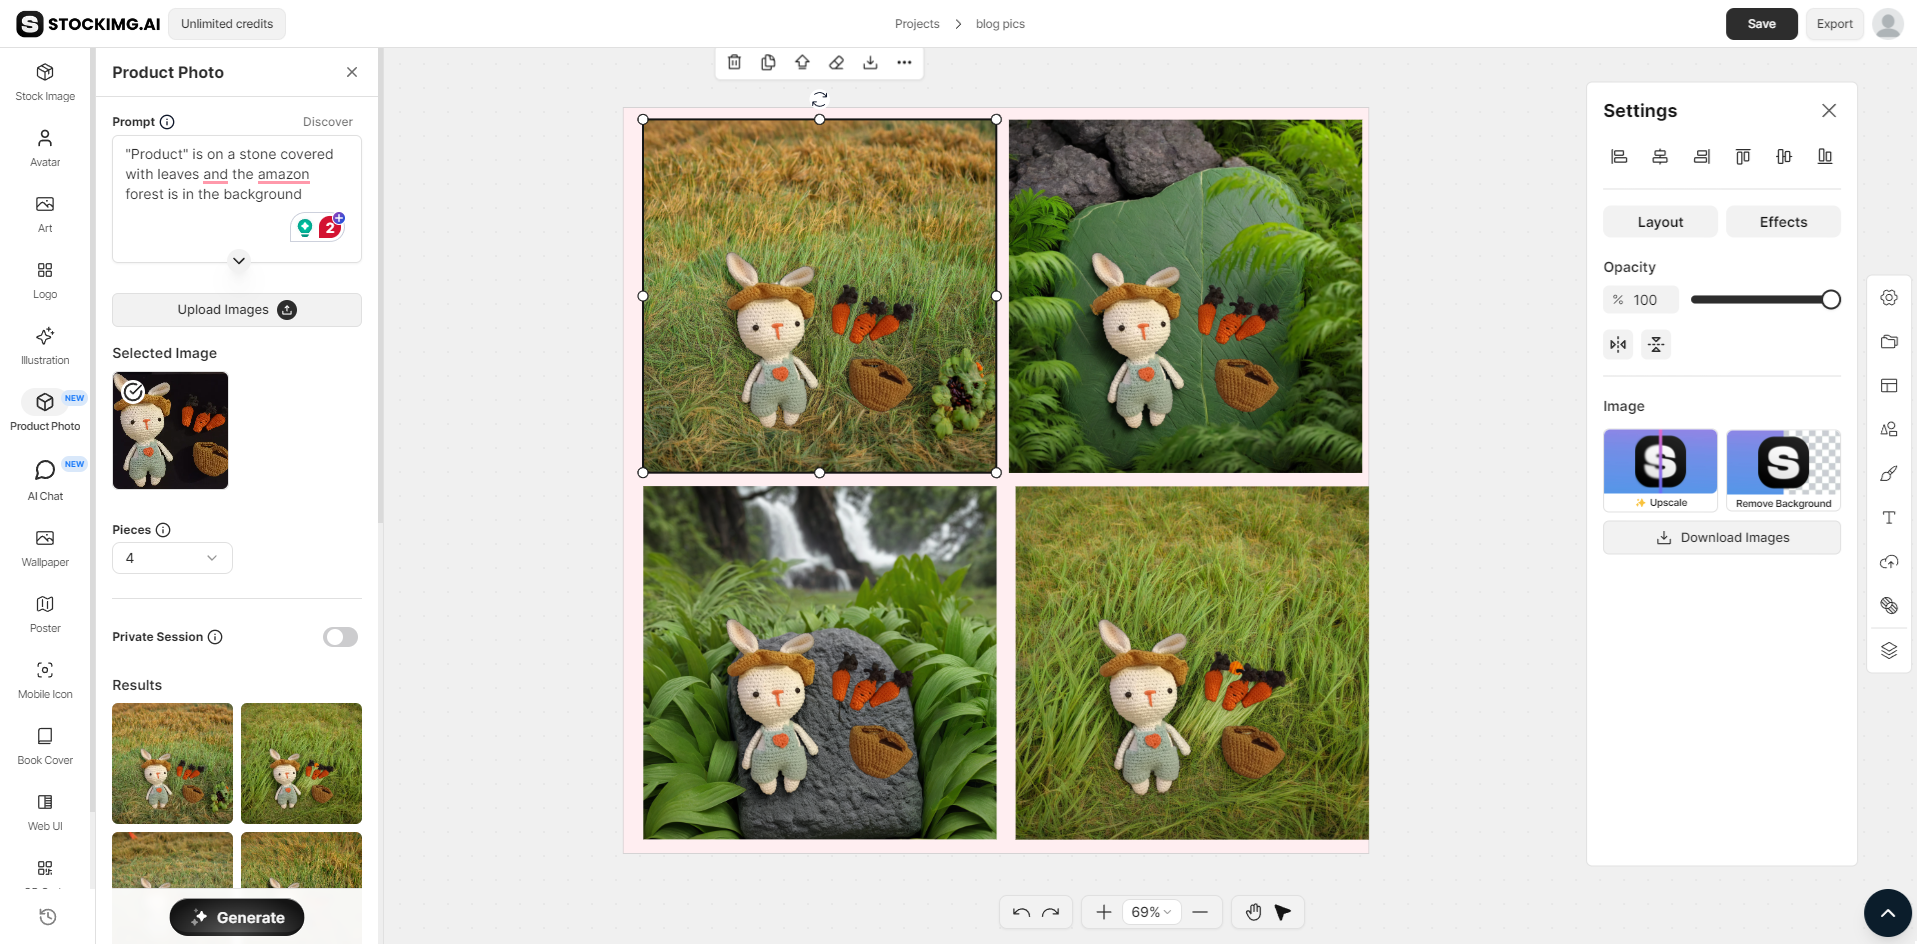 STOCKIMG.AI
Unlimited credits
Projects > blog pics
Save
Export
Stock Image
Avatar
Art
Logo
Illustration
NEW
Product Photo
NEW
AI Chat
Wallpaper
Poster
Mobile Icon
Book Cover
Web UI
Product Photo
Prompt
Discover
"Product" is on a stone covered
with leaves and the amazon
forest is in the background
2
Upload Images
Selected Image
Pieces
4
Private Session
Results
Generate
69%
Settings
Layout
Effects
Opacity
% 100
Image
S
S
✨ Upscale
Remove Background
Download Images